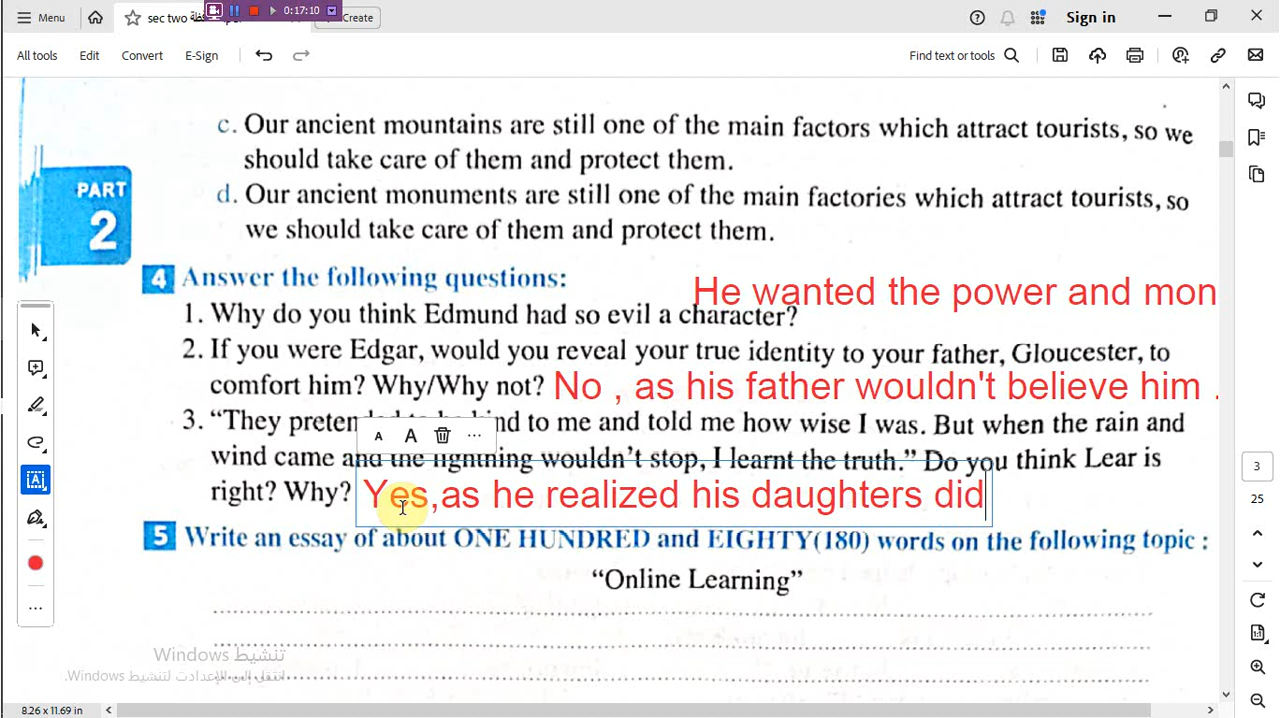 Menu
sec two
0:17:10
Create
Sign in
All tools
Edit
Convert
E-Sign
Find text or tools
c. Our ancient mountains are still one of the main factors which attract tourists, so we
should take care of them and protect them.
d. Our ancient monuments are still one of the main factories which attract tourists, so
we should take care of them and protect them.
PART
2
4 Answer the following questions:
He wanted the power and mon
1. Why do you think Edmund had so evil a character?
2. If you were Edgar, would you reveal your true identity to your father, Gloucester, to
comfort him? Why/Why not? No , as his father wouldn't believe him .
3. “They pretended to be kind to me and told me how wise I was. But when the rain and
wind came and the lightning wouldn’t stop, I learnt the truth.” Do you think Lear is
right? Why? Yes,as he realized his daughters did
5 Write an essay of about ONE HUNDRED and EIGHTY(180) words on the following topic :
“Online Learning”
تنشيط Windows
انتقل إلى الإعدادات لتنشيط Windows.
3
25
8.26 x 11.69 in